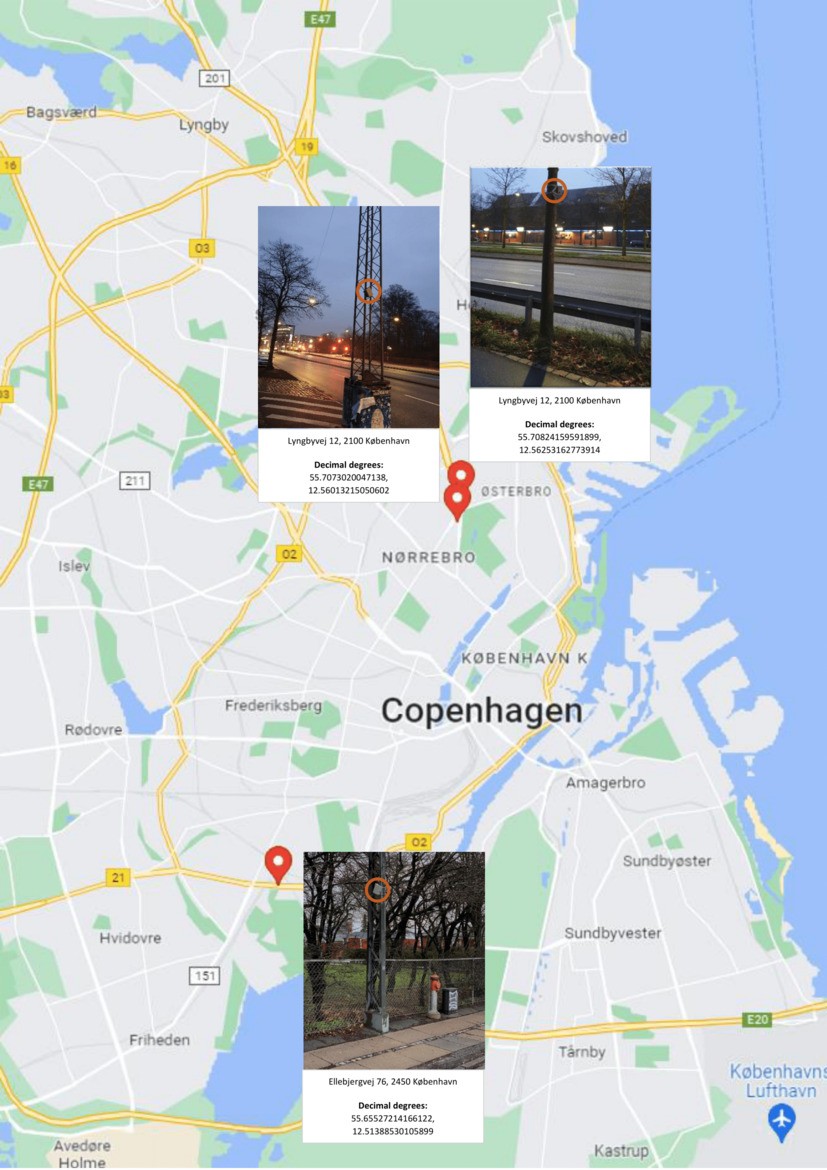 E47
201
Bagsværd
Lyngby
Skovshoved
19
16
O3
Lyngbyvej 12, 2100 København
Decimal degrees:
55.70824159591899,
12.56253162773914
Lyngbyvej 12, 2100 København
Decimal degrees:
55.7073020047138,
12.56013215050602
E47
211
ØSTERBRO
O2
NØRREBRO
Islev
KØBENHAVN K
Frederiksberg
Copenhagen
Rødovre
Amagerbro
O2
Sundbyøster
21
Hvidovre
Sundbyvester
151
E20
Friheden
Tårnby
Københavns
Lufthavn
Ellebjergvej 76, 2450 København
Decimal degrees:
55.65527214166122,
12.51388530105899
Avedøre
Holme
Kastrup